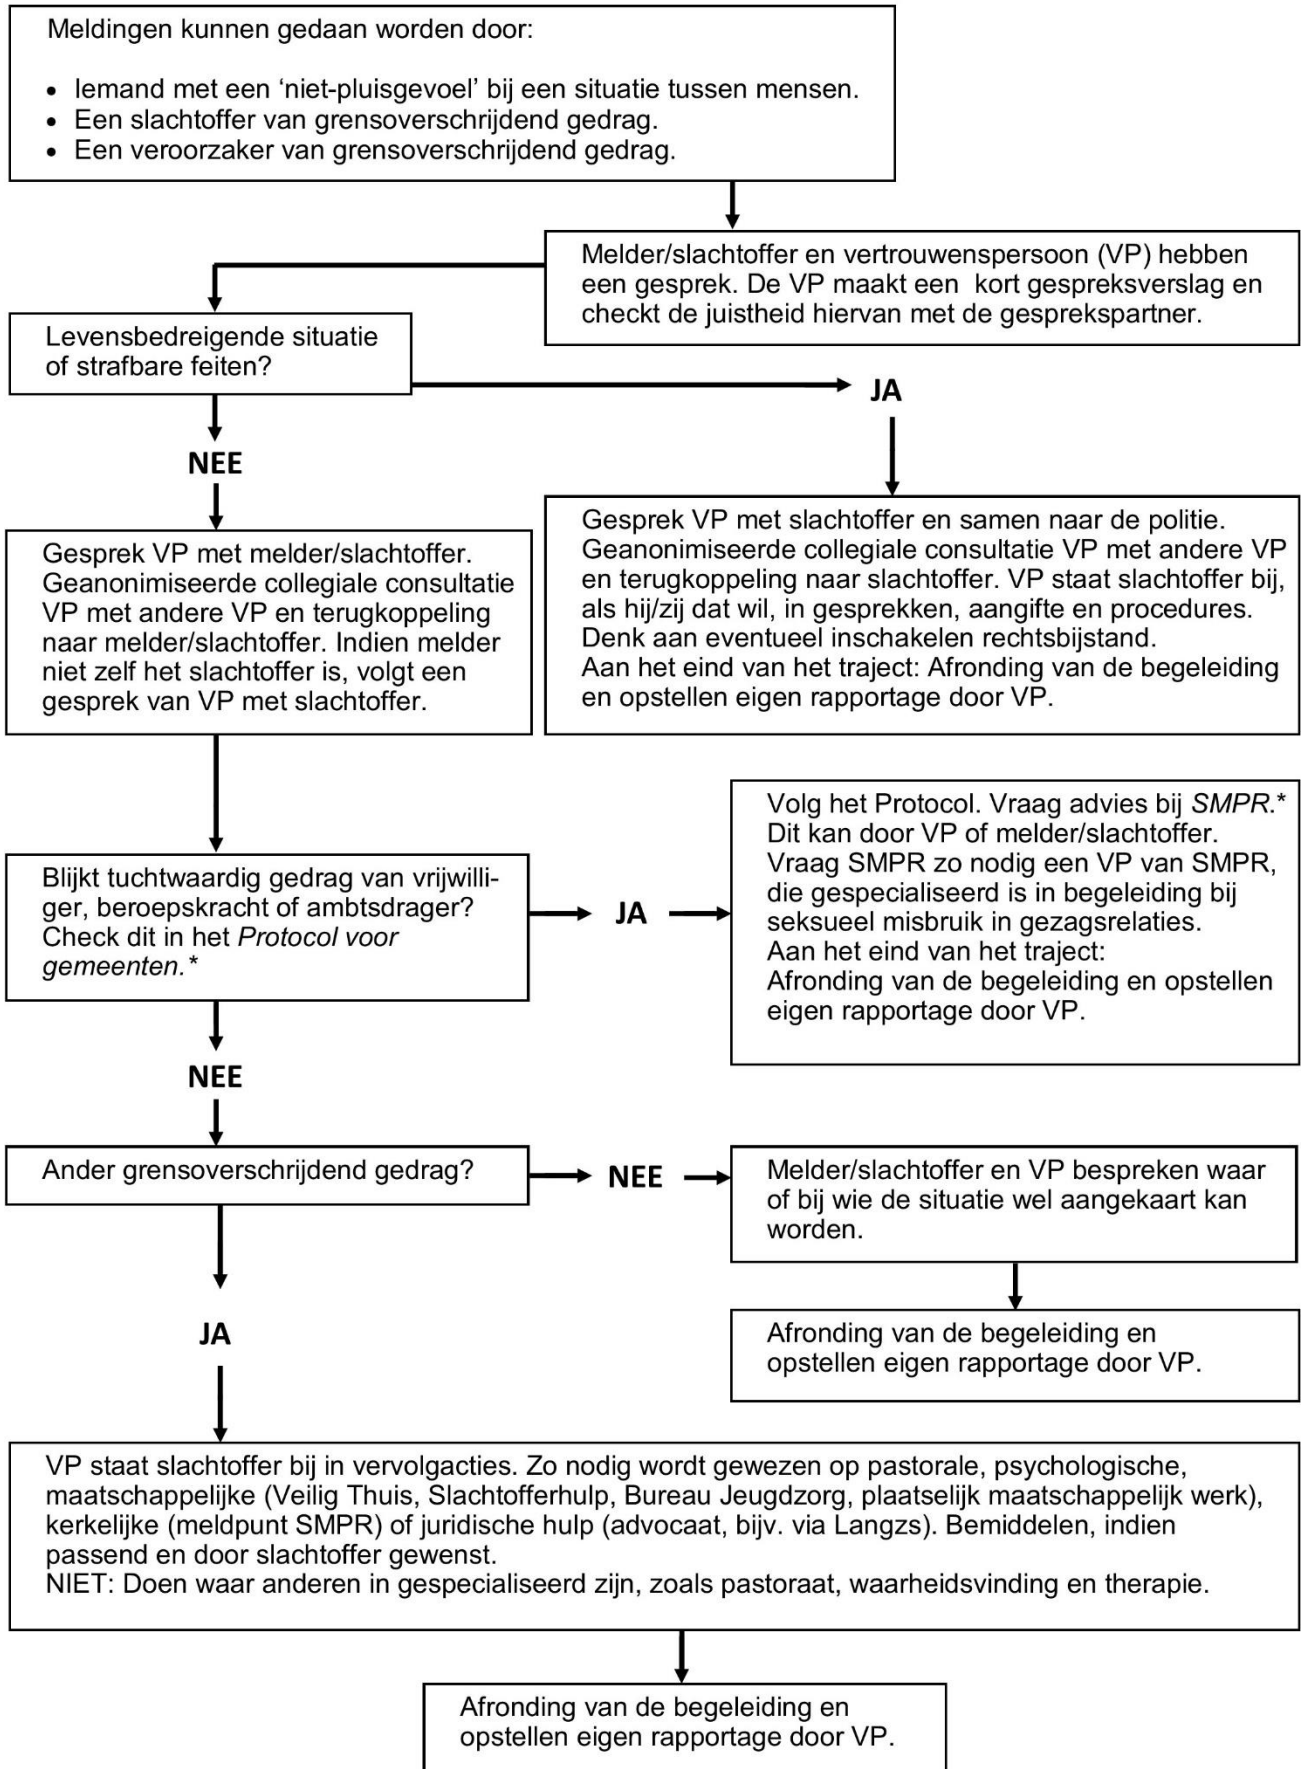 Meldingen kunnen gedaan worden door:
• Iemand met een ‘niet-pluisgevoel’ bij een situatie tussen mensen.
• Een slachtoffer van grensoverschrijdend gedrag.
• Een veroorzaker van grensoverschrijdend gedrag.
Melder/slachtoffer en vertrouwenspersoon (VP) hebben
een gesprek. De VP maakt een kort gespreksverslag en
checkt de juistheid hiervan met de gesprekspartner.
Levensbedreigende situatie
of strafbare feiten?
JA
NEE
Gesprek VP met slachtoffer en samen naar de politie.
Geanonimiseerde collegiale consultatie VP met andere VP
en terugkoppeling naar slachtoffer. VP staat slachtoffer bij,
als hij/zij dat wil, in gesprekken, aangifte en procedures.
Denk aan eventueel inschakelen rechtsbijstand.
Aan het eind van het traject: Afronding van de begeleiding
en opstellen eigen rapportage door VP.
Gesprek VP met melder/slachtoffer.
Geanonimiseerde collegiale consultatie
VP met andere VP en terugkoppeling
naar melder/slachtoffer. Indien melder
niet zelf het slachtoffer is, volgt een
gesprek van VP met slachtoffer.
Blijkt tuchtwaardig gedrag van vrijwilli-
ger, beroepskracht of ambtsdrager?
Check dit in het Protocol voor
gemeenten.*
JA
Volg het Protocol. Vraag advies bij SMPR.*
Dit kan door VP of melder/slachtoffer.
Vraag SMPR zo nodig een VP van SMPR,
die gespecialiseerd is in begeleiding bij
seksueel misbruik in gezagsrelaties.
Aan het eind van het traject:
Afronding van de begeleiding en opstellen
eigen rapportage door VP.
NEE
Ander grensoverschrijdend gedrag?
NEE
Melder/slachtoffer en VP bespreken waar
of bij wie de situatie wel aangekaart kan
worden.
Afronding van de begeleiding en
opstellen eigen rapportage door VP.
JA
VP staat slachtoffer bij in vervolgacties. Zo nodig wordt gewezen op pastorale, psychologische,
maatschappelijke (Veilig Thuis, Slachtofferhulp, Bureau Jeugdzorg, plaatselijk maatschappelijk werk),
kerkelijke (meldpunt SMPR) of juridische hulp (advocaat, bijv. via Langzs). Bemiddelen, indien
passend en door slachtoffer gewenst.
NIET: Doen waar anderen in gespecialiseerd zijn, zoals pastoraat, waarheidsvinding en therapie.
Afronding van de begeleiding en
opstellen eigen rapportage door VP.